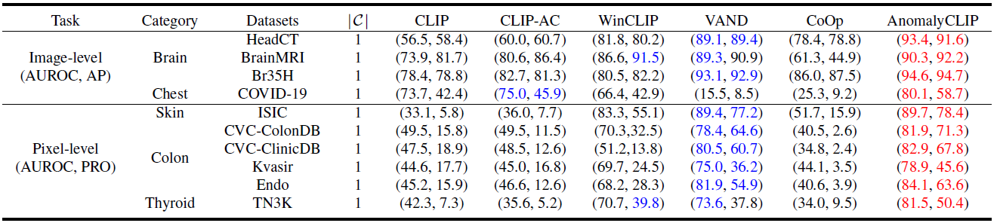 Task Category Datasets |C| CLIP CLIP-AC WinCLIP VAND CoOp AnomalyCLIP
HeadCT 1 (56.5, 58.4) (60.0, 60.7) (81.8, 80.2) (89.1, 89.4) (78.4, 78.8) (93.4, 91.6)
Image-level Brain BrainMRI 1 (73.9, 81.7) (80.6, 86.4) (86.6, 91.5) (89.3, 90.9) (61.3, 44.9) (90.3, 92.2)
(AUROC, AP) Br35H 1 (78.4, 78.8) (82.7, 81.3) (80.5, 82.2) (93.1, 92.9) (86.0, 87.5) (94.6, 94.7)
Chest COVID-19 1 (73.7, 42.4) (75.0, 45.9) (66.4, 42.9) (15.5, 8.5) (25.3, 9.2) (80.1, 58.7)
Skin ISIC 1 (33.1, 5.8) (36.0, 7.7) (83.3, 55.1) (89.4, 77.2) (51.7, 15.9) (89.7, 78.4)
CVC-ColonDB 1 (49.5, 15.8) (49.5, 11.5) (70.3,32.5) (78.4, 64.6) (40.5, 2.6) (81.9, 71.3)
Pixel-level Colon CVC-ClinicDB 1 (47.5, 18.9) (48.5, 12.6) (51.2,13.8) (80.5, 60.7) (34.8, 2.4) (82.9, 67.8)
(AUROC, PRO) Kvasir 1 (44.6, 17.7) (45.0, 16.8) (69.7, 24.5) (75.0, 36.2) (44.1, 3.5) (78.9, 45.6)
Endo 1 (45.2, 15.9) (46.6, 12.6) (68.2, 28.3) (81.9, 54.9) (40.6, 3.9) (84.1, 63.6)
Thyroid TN3K 1 (42.3, 7.3) (35.6, 5.2) (70.7, 39.8) (73.6, 37.8) (34.0, 9.5) (81.5, 50.4)